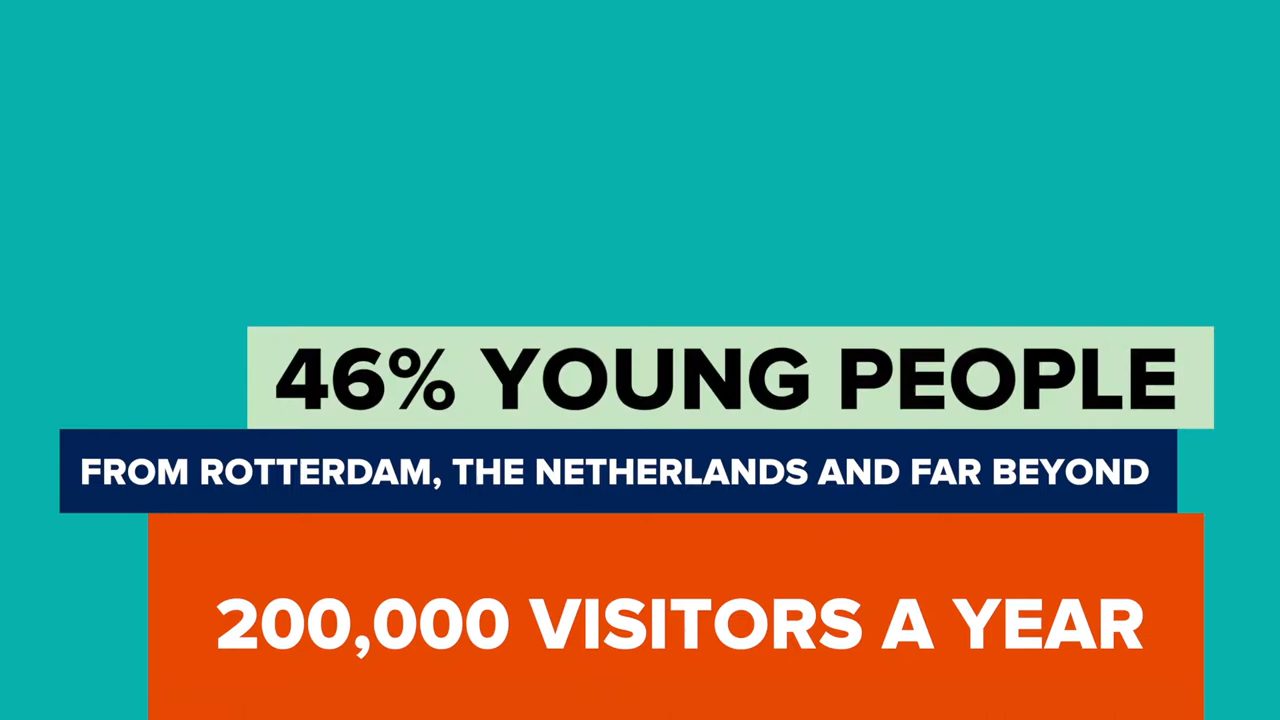 46% YOUNG PEOPLE
FROM ROTTERDAM, THE NETHERLANDS AND FAR BEYOND
200,000 VISITORS A YEAR